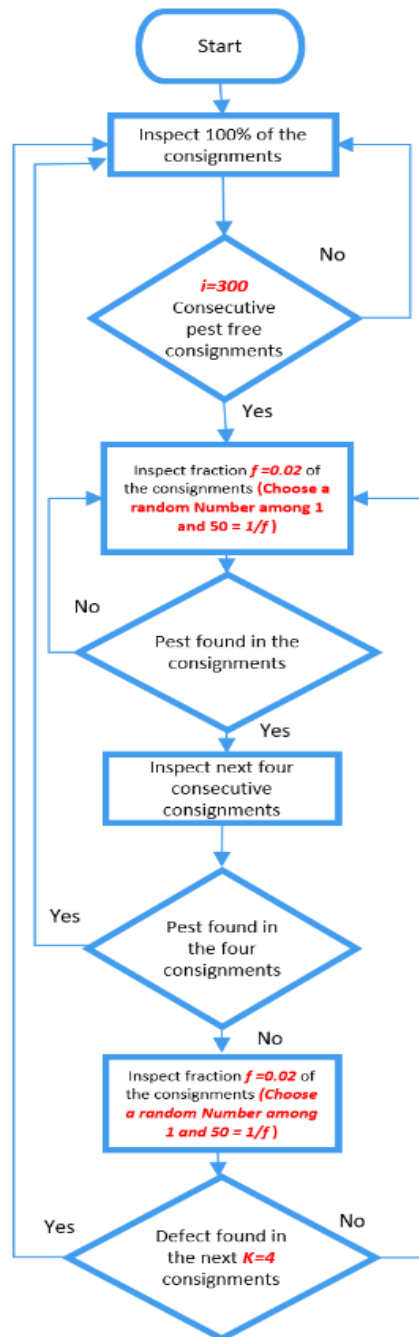 Start
Inspect 100% of the
consignments
No
i=300
Consecutive
pest free
consignments
Yes
Inspect fraction f =0.02 of
the consignments (Choose a
random Number among 1
and 50 = 1/f )
No
Pest found in the
consignments
Yes
Inspect next four
consecutive
consignments
Yes
Pest found in
the four
consignments
No
Inspect fraction f =0.02 of
the consignments (Choose
a random Number among
1 and 50 = 1/f )
Yes
No
Defect found in
the next K=4
consignments